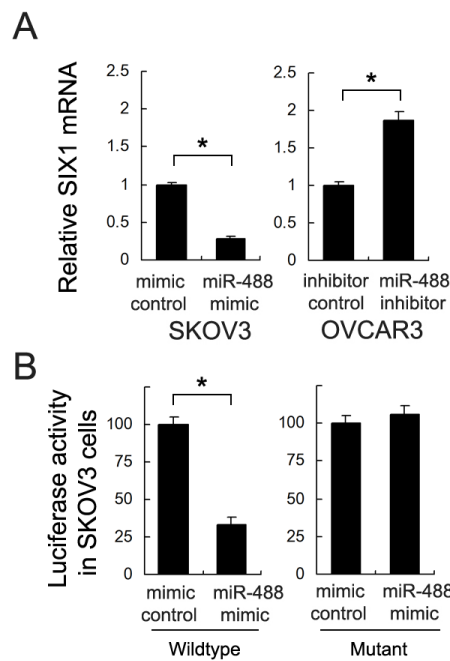 A
Relative SIX1 mRNA
2.5
2
1.5
1
0.5
0
*
mimic
control
miR-488
mimic
SKOV3
2.5
2
1.5
1
0.5
0
*
inhibitor
control
miR-488
inhibitor
OVCAR3
B
Luciferase activity
in SKOV3 cells
100
75
50
25
0
*
mimic
control
miR-488
mimic
Wildtype
100
75
50
25
0
mimic
control
miR-488
mimic
Mutant